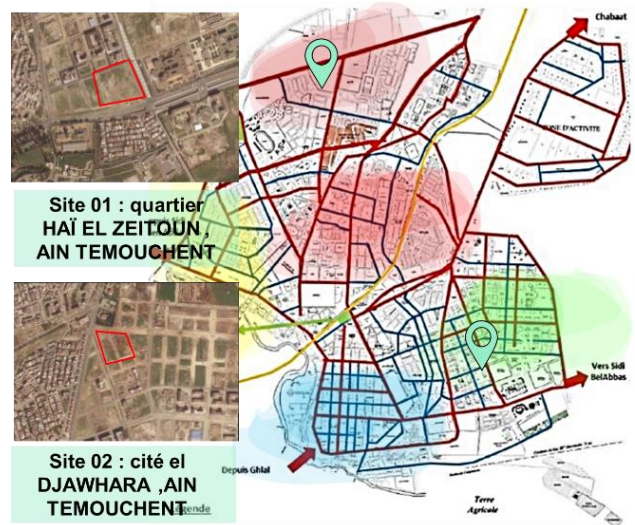 Site 01 : quartier
HAÏ EL ZEITOUN ,
AIN TEMOUCHENT
Site 02 : cité el
DJAWHARA ,AIN
TEMOUCHENT
Légende
Chabaat
ZONE D'ACTIVITE
Vers Sidi
BelAbbas
Depuis Ghlal
Terre
Agricole